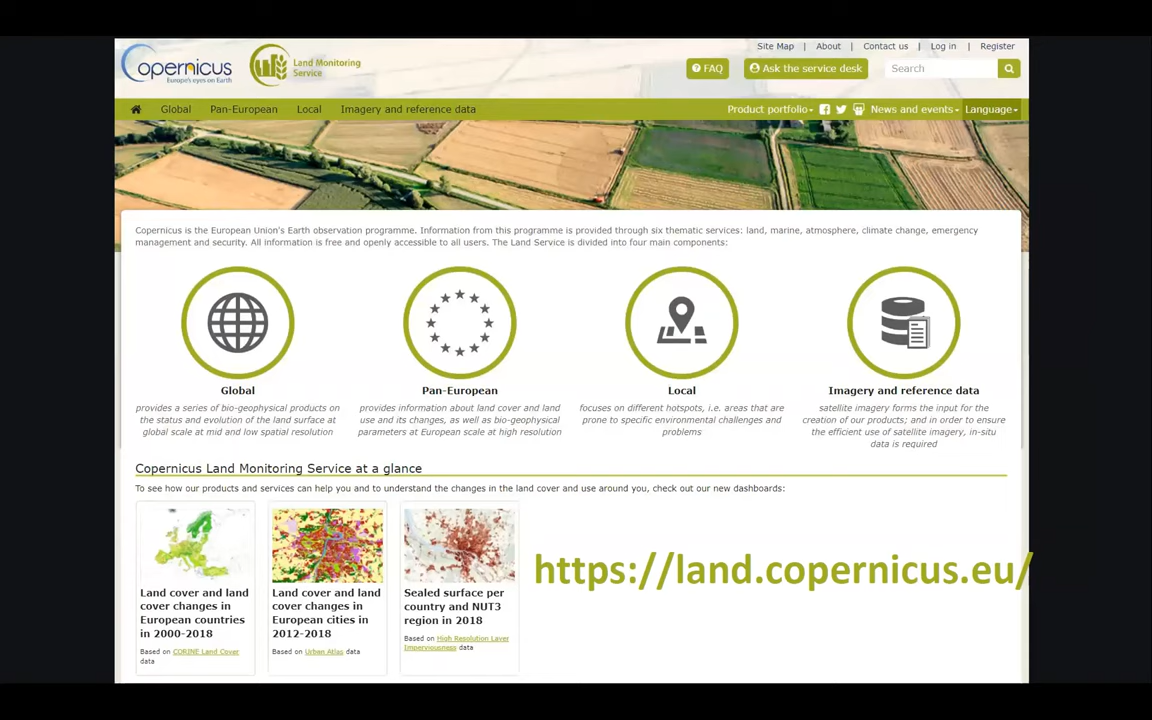 Site Map | About | Contact us | Log in | Register
opernicus
Europe's eyes on Earth
Land Monitoring
Service
FAQ
Ask the service desk
Search
Global Pan-European Local Imagery and reference data
Product portfolio News and events Language
Copernicus is the European Union's Earth observation programme. Information from this programme is provided through six thematic services: land, marine, atmosphere, climate change, emergency
management and security. All information is free and openly accessible to all users. The Land Service is divided into four main components:
Global
provides a series of bio-geophysical products on
the status and evolution of the land surface at
global scale at mid and low spatial resolution
Pan-European
provides information about land cover and land
use and its changes, as well as bio-geophysical
parameters at European scale at high resolution
Local
focuses on different hotspots, i.e. areas that are
prone to specific environmental challenges and
problems
Imagery and reference data
satellite imagery forms the input for the
creation of our products; and in order to ensure
the efficient use of satellite imagery, in-situ
data is required
Copernicus Land Monitoring Service at a glance
To see how our products and services can help you and to understand the changes in the land cover and use around you, check out our new dashboards:
Land cover and land
cover changes in
European countries
in 2000-2018
Based on CORINE Land Cover
data
Land cover and land
cover changes in
European cities in
2012-2018
Based on Urban Atlas data
Sealed surface per
country and NUT3
region in 2018
Based on High Resolution Layer
Imperviousness data
https://land.copernicus.eu/